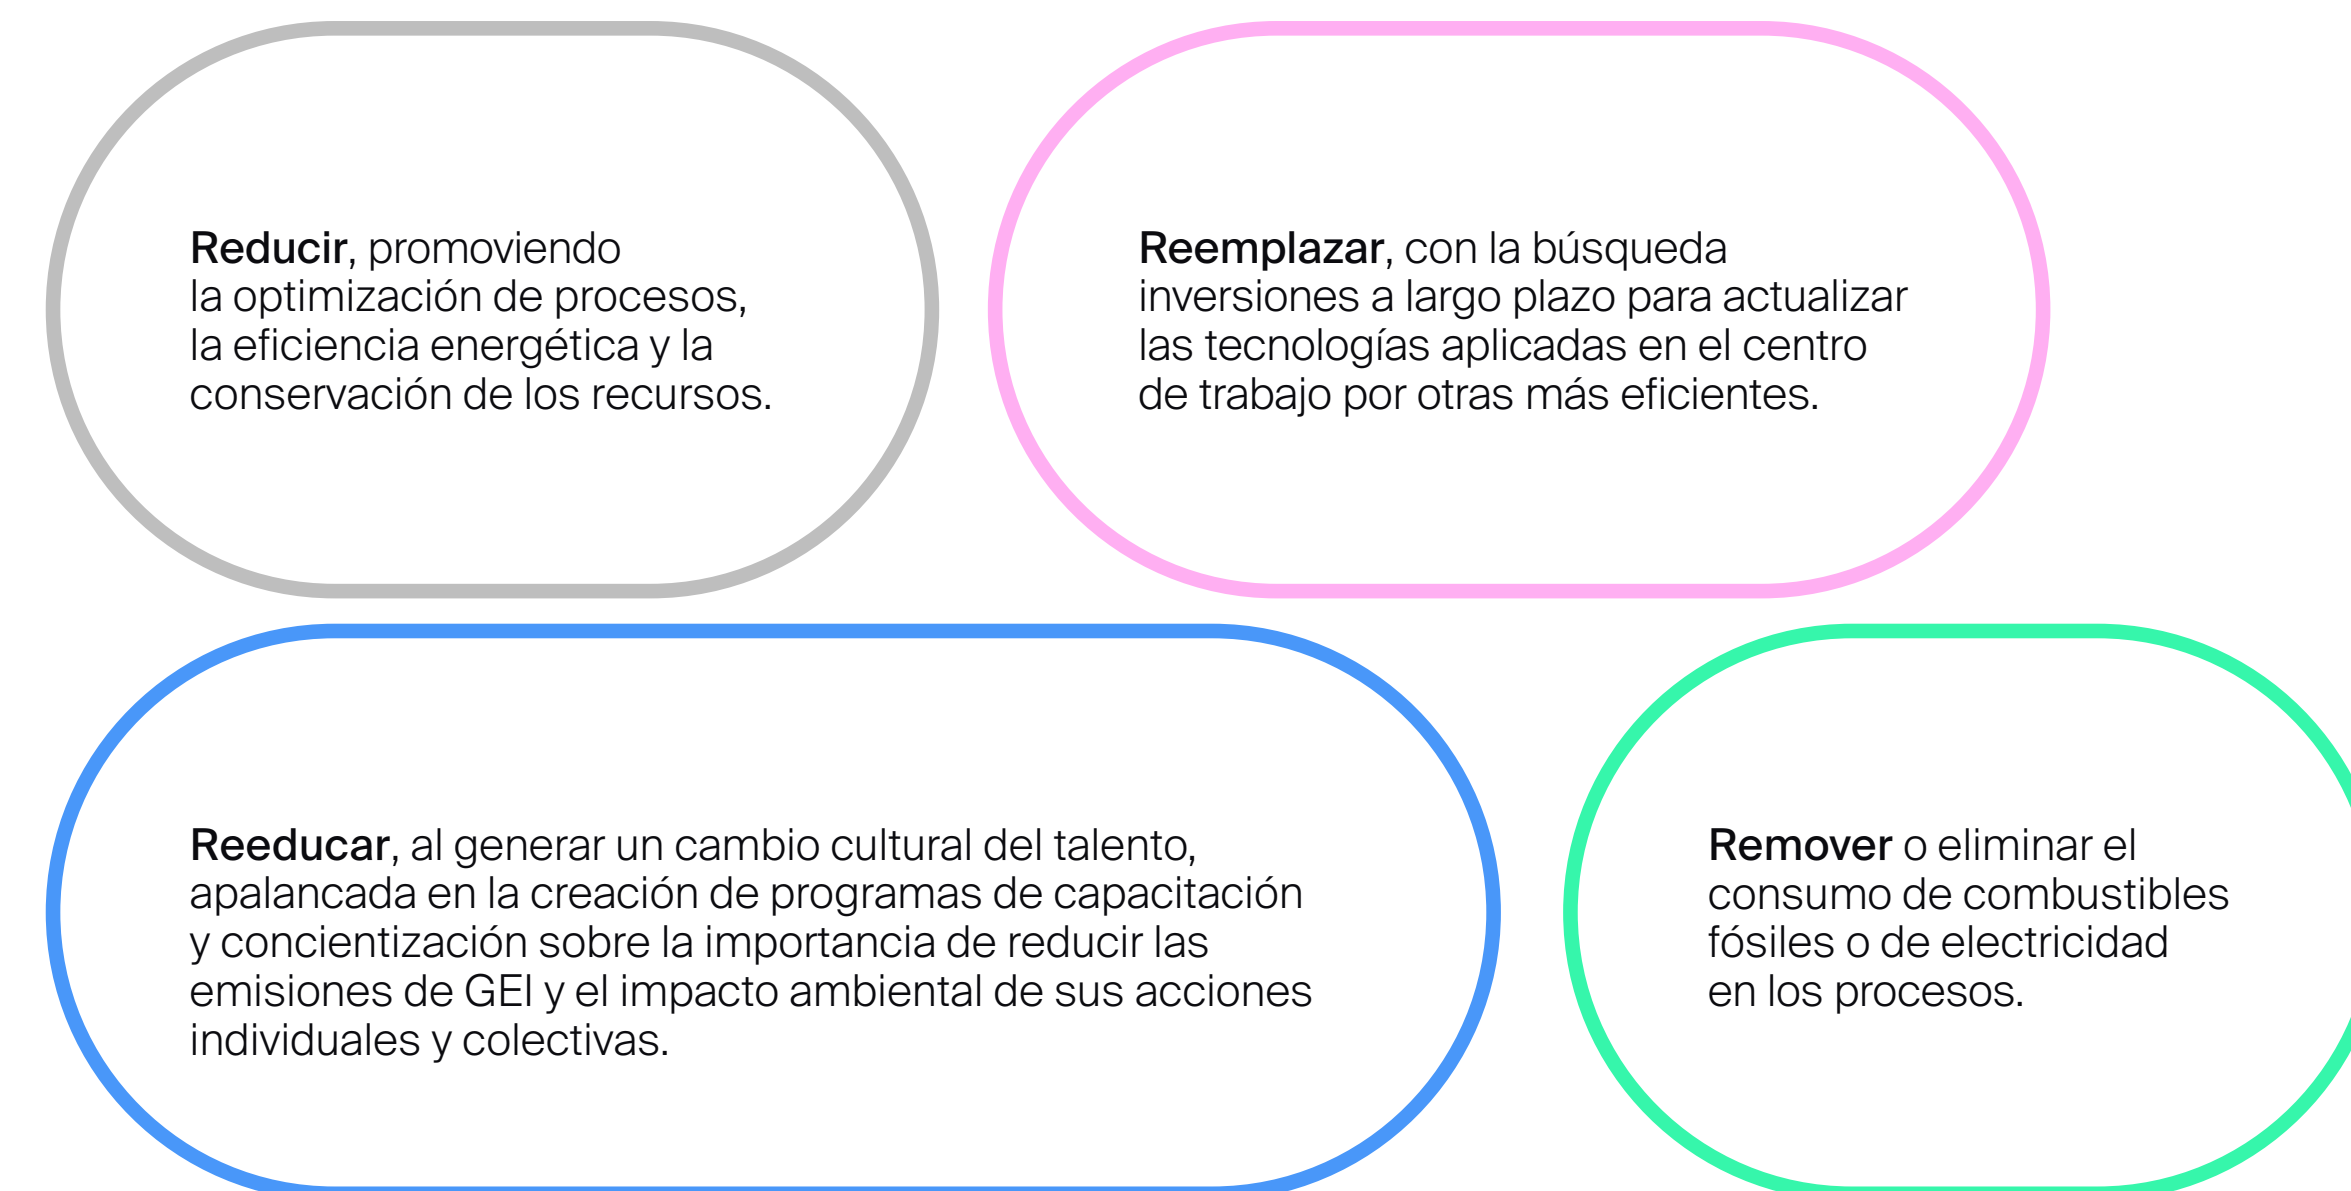 Reducir, promoviendo
la optimización de procesos,
la eficiencia energética y la
conservación de los recursos.
Reemplazar, con la búsqueda
inversiones a largo plazo para actualizar
las tecnologías aplicadas en el centro
de trabajo por otras más eficientes.
Reeducar, al generar un cambio cultural del talento,
apalancada en la creación de programas de capacitación
y concientización sobre la importancia de reducir las
emisiones de GEI y el impacto ambiental de sus acciones
individuales y colectivas.
Remover o eliminar el
consumo de combustibles
fósiles o de electricidad
en los procesos.